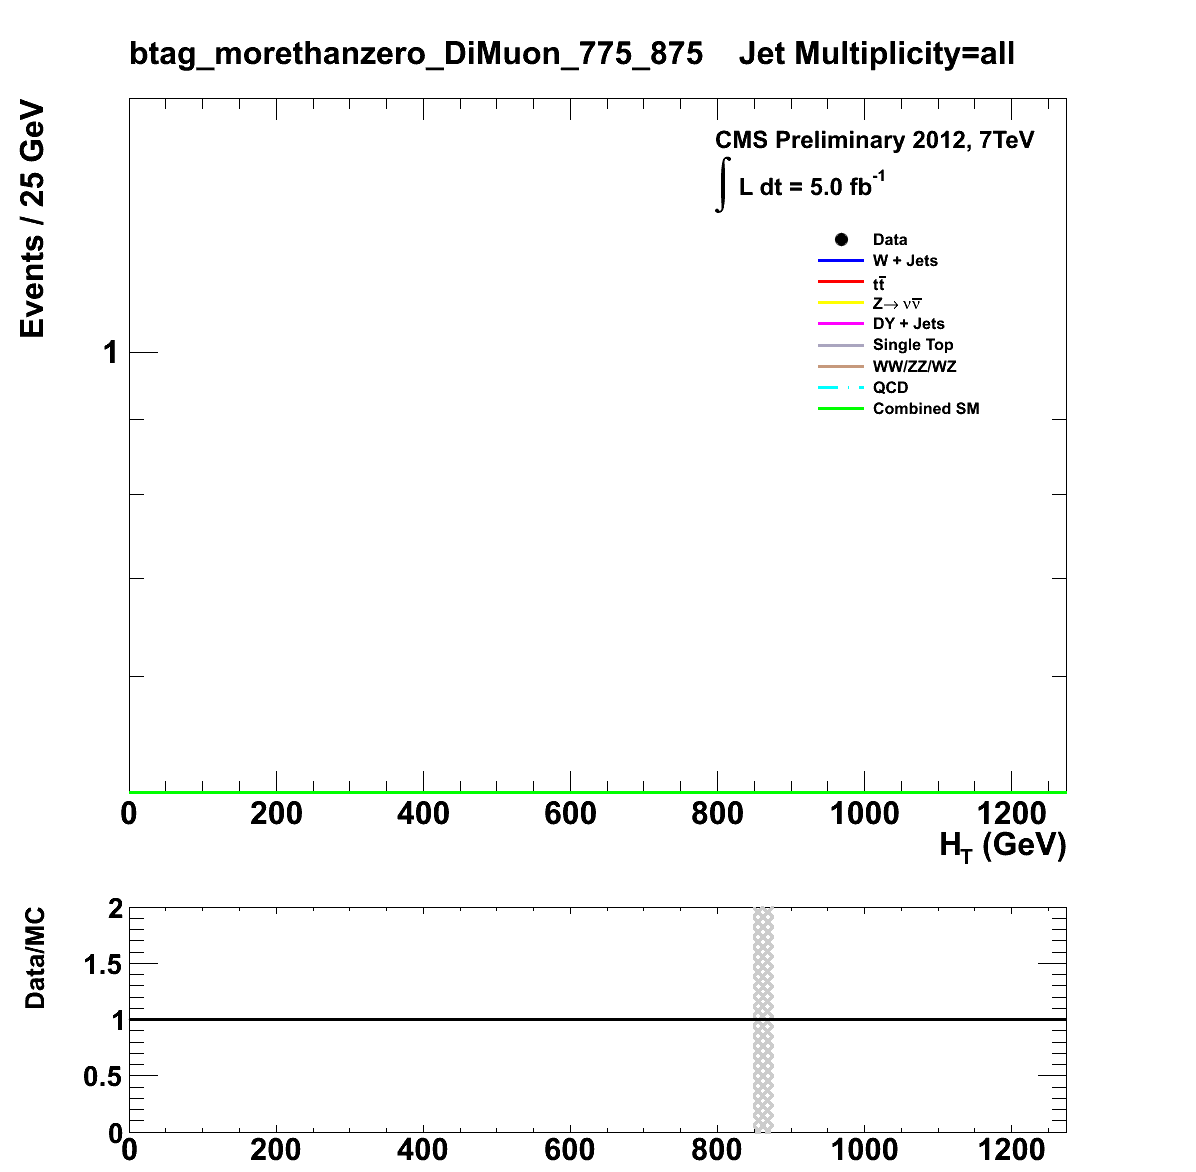 btag_morethanzero_DiMuon_775_875 Jet Multiplicity=all
Events / 25 GeV
CMS Preliminary 2012, 7TeV
∫ L dt = 5.0 fb⁻¹
Data
W + Jets
tt̅
Z→ νν̅
DY + Jets
Single Top
WW/ZZ/WZ
QCD
Combined SM
1
0 200 400 600 800 1000 1200
H_T (GeV)
Data/MC
2
1.5
1
0.5
0
0 200 400 600 800 1000 1200